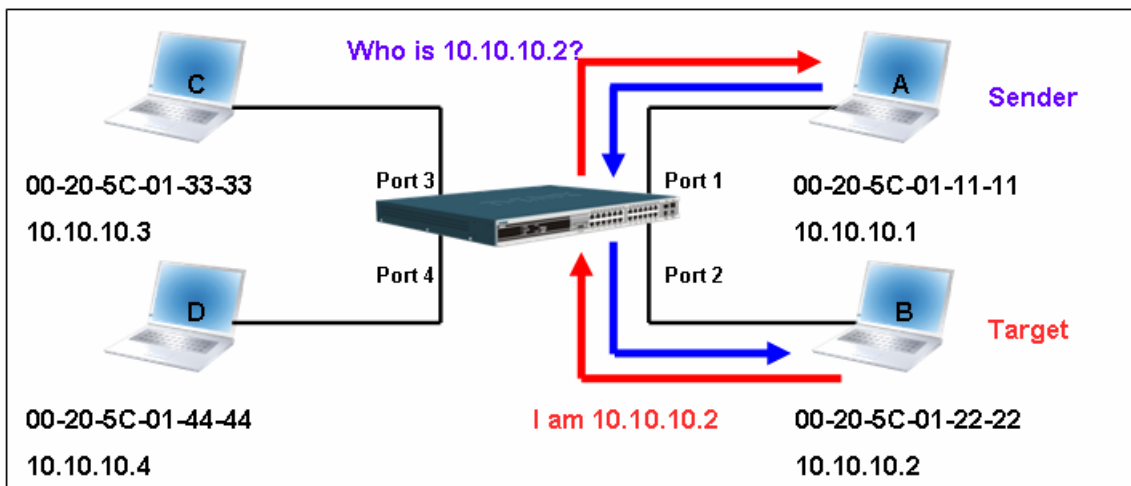 Who is 10.10.10.2?
C
A
Sender
00-20-5C-01-33-33
Port 3
Port 1
00-20-5C-01-11-11
10.10.10.3
10.10.10.1
Port 4
Port 2
D
B
Target
00-20-5C-01-44-44
I am 10.10.10.2
00-20-5C-01-22-22
10.10.10.4
10.10.10.2